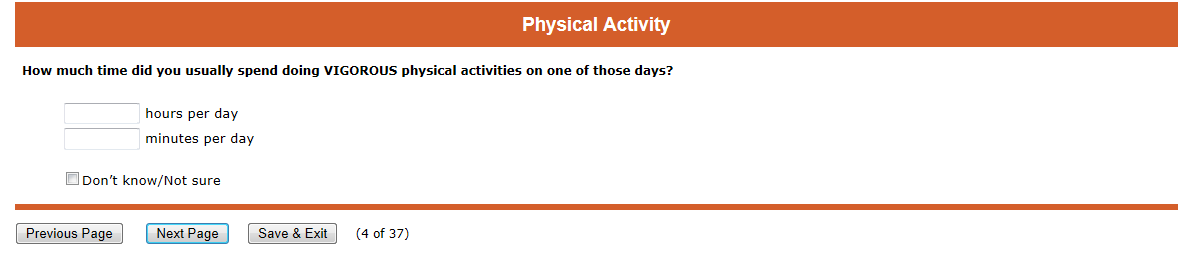 Physical Activity
How much time did you usually spend doing VIGOROUS physical activities on one of those days?
hours per day
minutes per day
Don't know/Not sure
Previous Page Next Page Save & Exit (4 of 37)